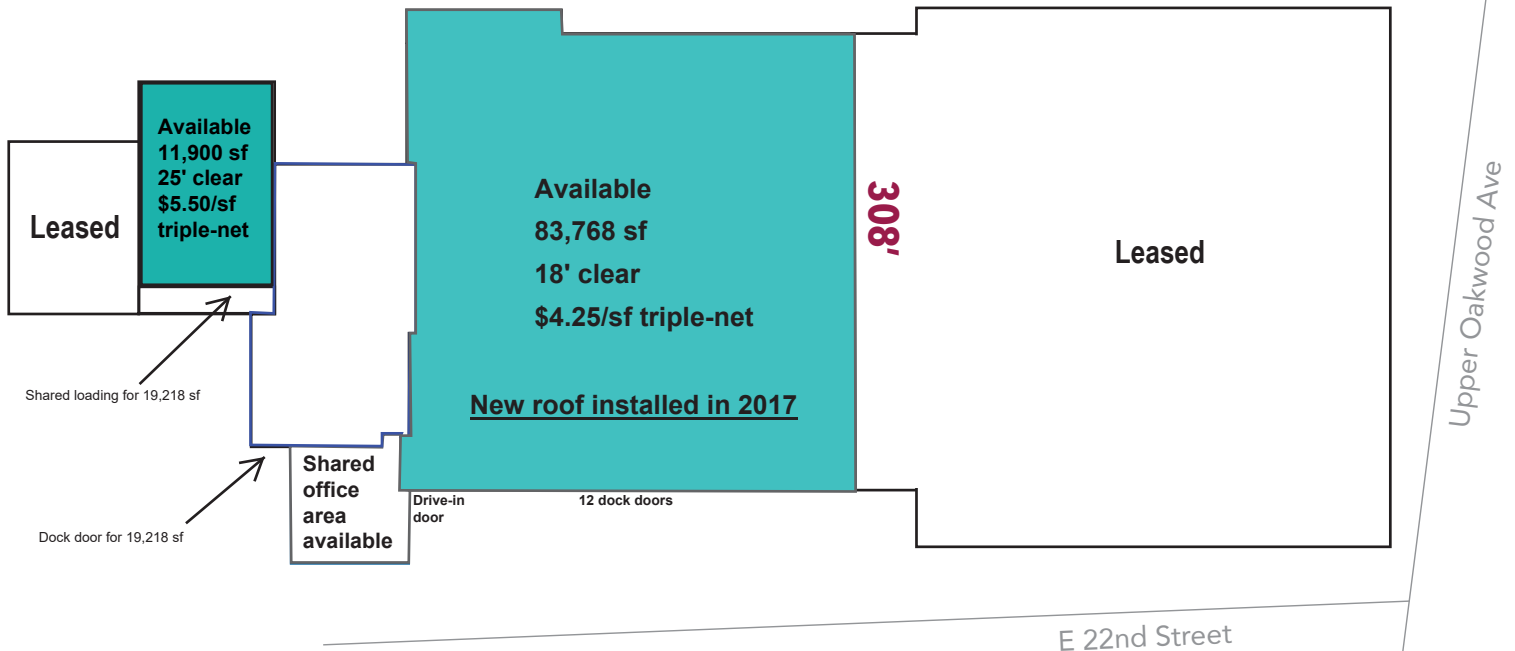 Available
11,900 sf
25' clear
$5.50/sf
triple-net
Leased
Available
83,768 sf
18' clear
$4.25/sf triple-net
New roof installed in 2017
308'
Leased
Upper Oakwood Ave
Shared loading for 19,218 sf
Shared
office
area
available
Drive-in
door
12 dock doors
Dock door for 19,218 sf
E 22nd Street